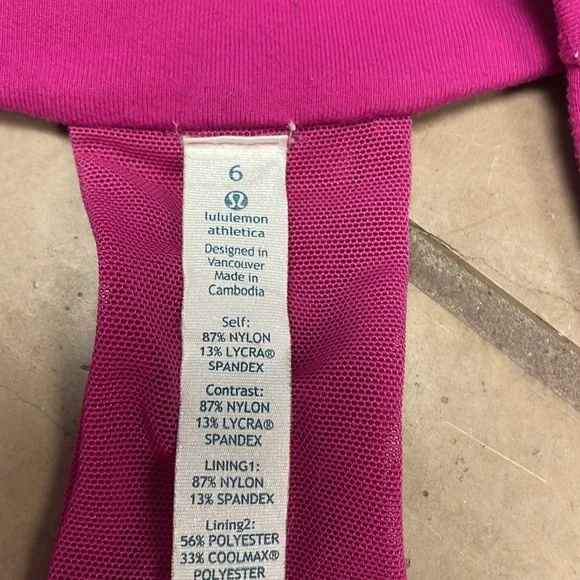 6
lululemon
athletica
Designed in
Vancouver
Made in
Cambodia
Self:
87% NYLON
13% LYCRA®
SPANDEX
Contrast:
87% NYLON
13% LYCRA®
SPANDEX
LINING1:
87% NYLON
13% SPANDEX
Lining2:
56% POLYESTER
33% COOLMAX®
POLYESTER